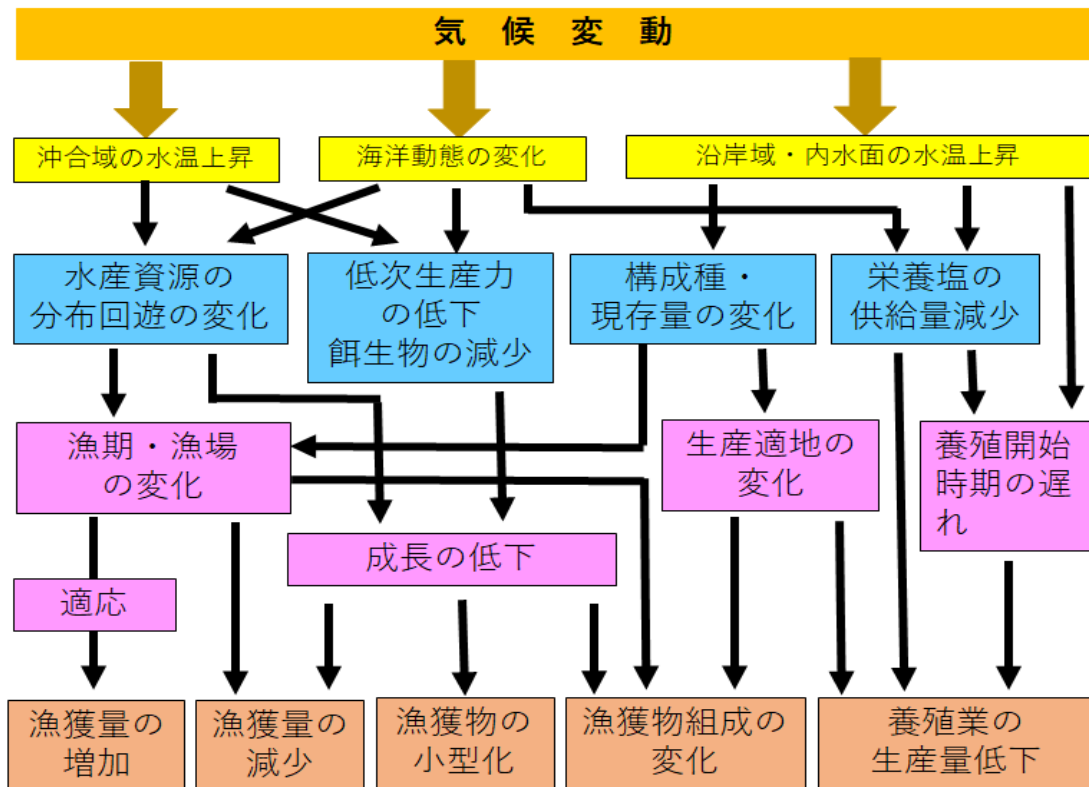 気 候 変 動
沖合域の水温上昇
海洋動態の変化
沿岸域・内水面の水温上昇
水産資源の
分布回遊の変化
低次生産力
の低下
餌生物の減少
構成種・
現存量の変化
栄養塩の
供給量減少
漁期・漁場
の変化
生産適地の
変化
養殖開始
時期の遅
れ
成長の低下
適応
漁獲量の
増加
漁獲量の
減少
漁獲物の
小型化
漁獲物組成の
変化
養殖業の
生産量低下